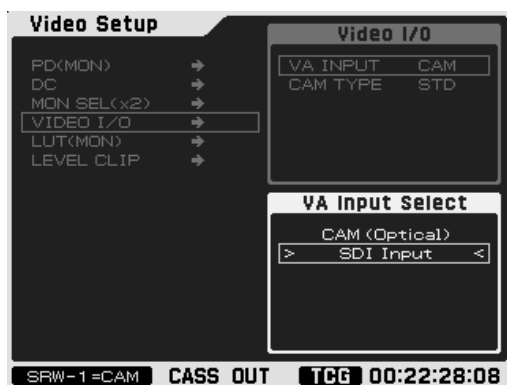 Video Setup
PD(MON) →
DC →
MON SEL(x2) →
VIDEO I/O →
LUT(MON) →
LEVEL CLIP →
Video I/O
VA INPUT CAM
CAM TYPE STD
VA Input Select
CAM (Optical)
> SDI Input <
SRW-1=CAM CASS OUT TCG 00:22:28:08